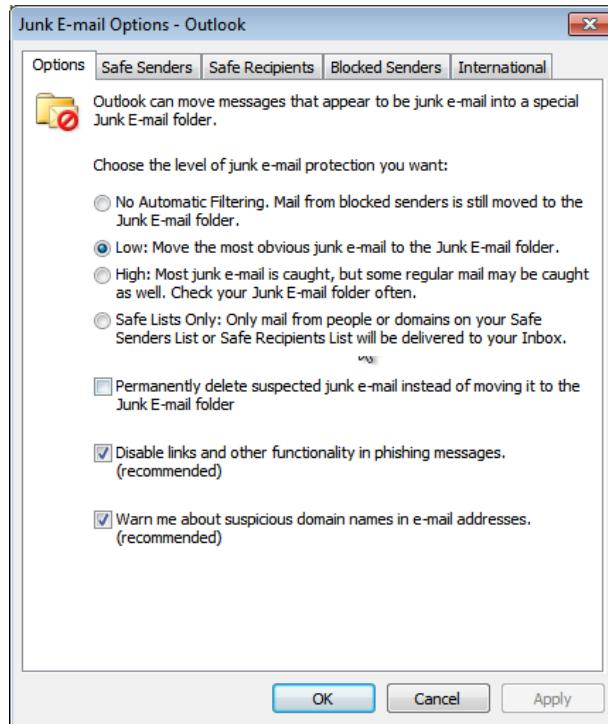 Junk E-mail Options - Outlook
Options Safe Senders Safe Recipients Blocked Senders International
Outlook can move messages that appear to be junk e-mail into a special
Junk E-mail folder.
Choose the level of junk e-mail protection you want:
No Automatic Filtering. Mail from blocked senders is still moved to the
Junk E-mail folder.
Low: Move the most obvious junk e-mail to the Junk E-mail folder.
High: Most junk e-mail is caught, but some regular mail may be caught
as well. Check your Junk E-mail folder often.
Safe Lists Only: Only mail from people or domains on your Safe
Senders List or Safe Recipients List will be delivered to your Inbox.
Permanently delete suspected junk e-mail instead of moving it to the
Junk E-mail folder
Disable links and other functionality in phishing messages.
(recommended)
Warn me about suspicious domain names in e-mail addresses.
(recommended)
OK Cancel Apply